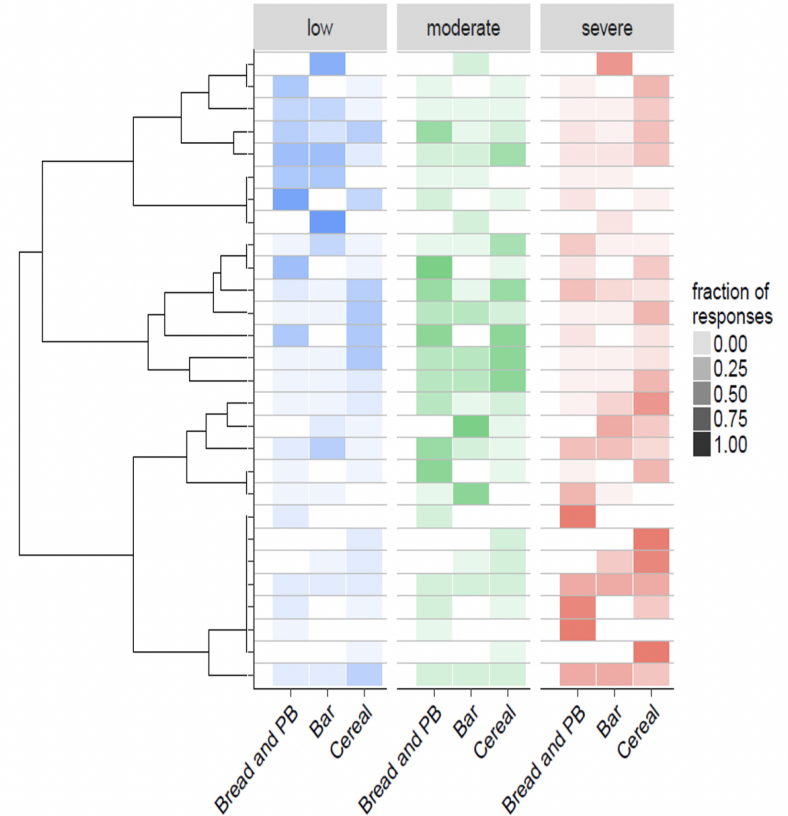 low moderate severe
fraction of
responses
0.00
0.25
0.50
0.75
1.00
Bread and PB Bar Cereal Bread and PB Bar Cereal Bread and PB Bar Cereal